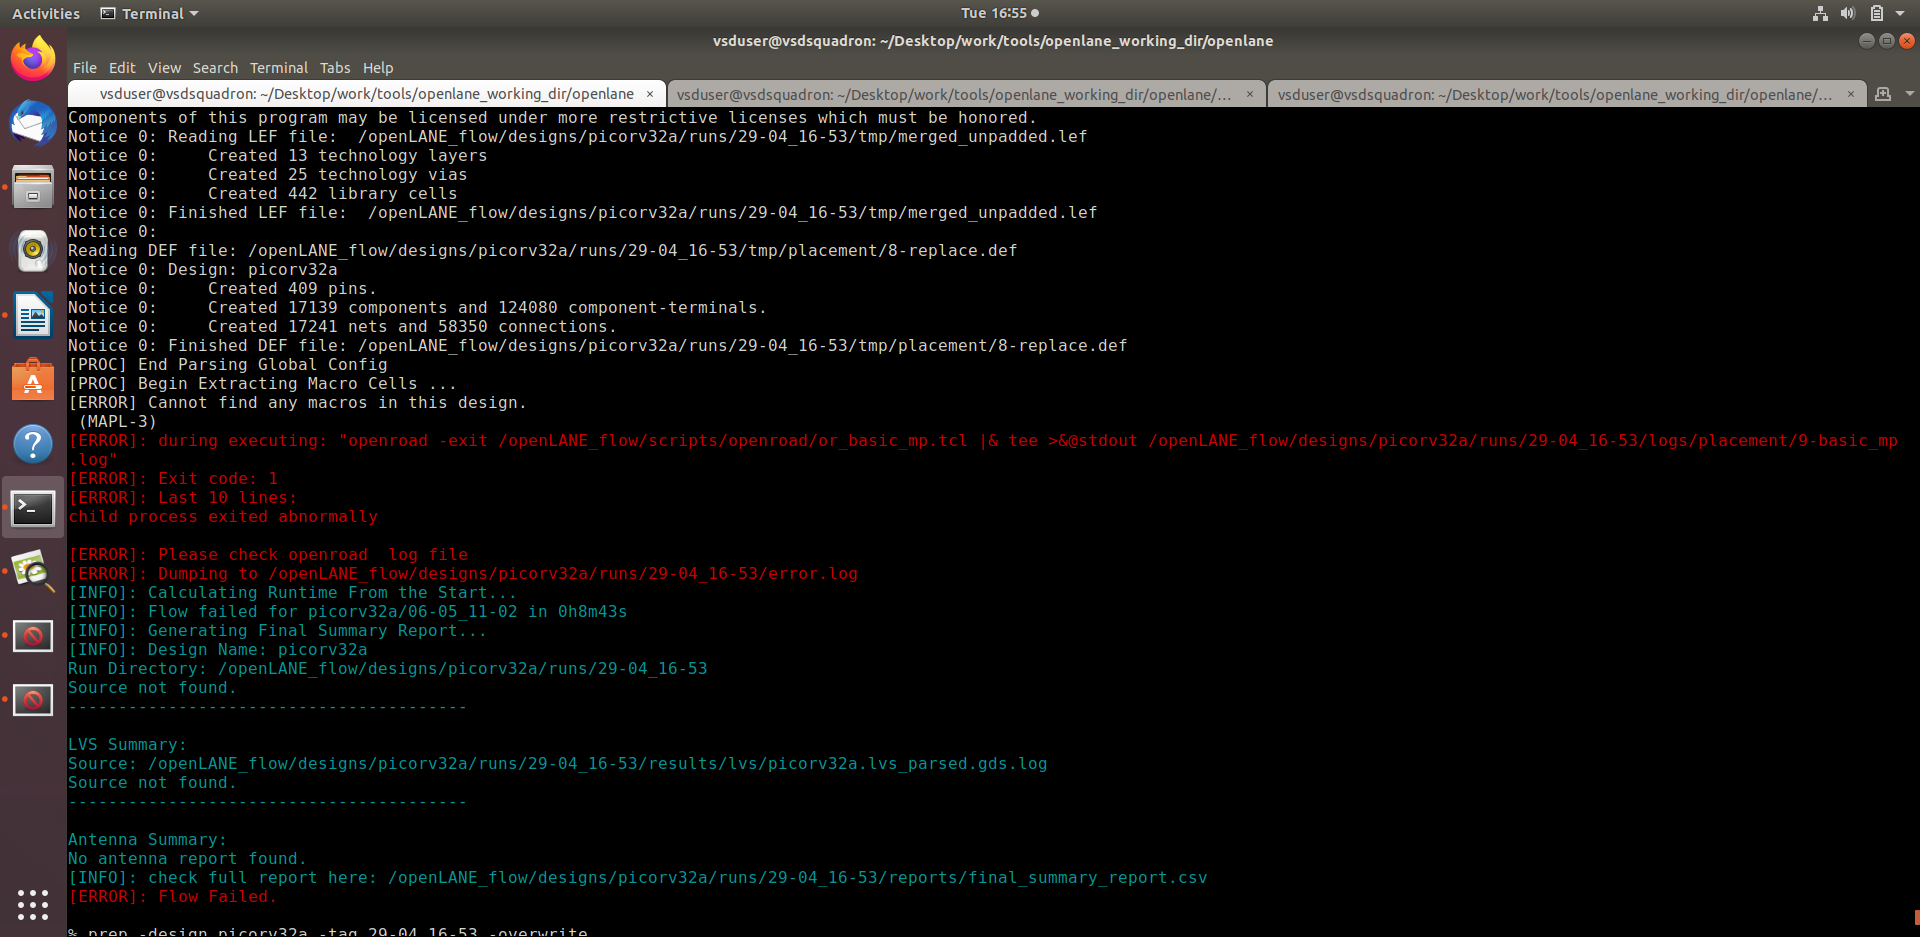 Activities Terminal Tue 16:55
vsduser@vsdsquadron: ~/Desktop/work/tools/openlane_working_dir/openlane
File Edit View Search Terminal Tabs Help
vsduser@vsdsquadron: ~/Desktop/work/tools/openlane_working_dir/openlane × vsduser@vsdsquadron: ~/Desktop/work/tools/openlane_working_dir/openlane/... × vsduser@vsdsquadron: ~/Desktop/work/tools/openlane_working_dir/openlane/... ×
Components of this program may be licensed under more restrictive licenses which must be honored.
Notice 0: Reading LEF file:  /openLANE_flow/designs/picorv32a/runs/29-04_16-53/tmp/merged_unpadded.lef
Notice 0:     Created 13 technology layers
Notice 0:     Created 25 technology vias
Notice 0:     Created 442 library cells
Notice 0: Finished LEF file:  /openLANE_flow/designs/picorv32a/runs/29-04_16-53/tmp/merged_unpadded.lef
Notice 0:
Reading DEF file: /openLANE_flow/designs/picorv32a/runs/29-04_16-53/tmp/placement/8-replace.def
Notice 0: Design: picorv32a
Notice 0:     Created 409 pins.
Notice 0:     Created 17139 components and 124080 component-terminals.
Notice 0:     Created 17241 nets and 58350 connections.
Notice 0: Finished DEF file: /openLANE_flow/designs/picorv32a/runs/29-04_16-53/tmp/placement/8-replace.def
[PROC] End Parsing Global Config
[PROC] Begin Extracting Macro Cells ...
[ERROR] Cannot find any macros in this design.
 (MAPL-3)
[ERROR]: during executing: "openroad -exit /openLANE_flow/scripts/openroad/or_basic_mp.tcl |& tee >&@stdout /openLANE_flow/designs/picorv32a/runs/29-04_16-53/logs/placement/9-basic_mp
.log"
[ERROR]: Exit code: 1
[ERROR]: Last 10 lines:
child process exited abnormally
[ERROR]: Please check openroad  log file
[ERROR]: Dumping to /openLANE_flow/designs/picorv32a/runs/29-04_16-53/error.log
[INFO]: Calculating Runtime From the Start...
[INFO]: Flow failed for picorv32a/06-05_11-02 in 0h8m43s
[INFO]: Generating Final Summary Report...
[INFO]: Design Name: picorv32a
Run Directory: /openLANE_flow/designs/picorv32a/runs/29-04_16-53
Source not found.
----------------------------------------
LVS Summary:
Source: /openLANE_flow/designs/picorv32a/runs/29-04_16-53/results/lvs/picorv32a.lvs_parsed.gds.log
Source not found.
----------------------------------------
Antenna Summary:
No antenna report found.
[INFO]: check full report here: /openLANE_flow/designs/picorv32a/runs/29-04_16-53/reports/final_summary_report.csv
[ERROR]: Flow Failed.
% prep -design picorv32a -tag 29-04_16-53 -overwrite